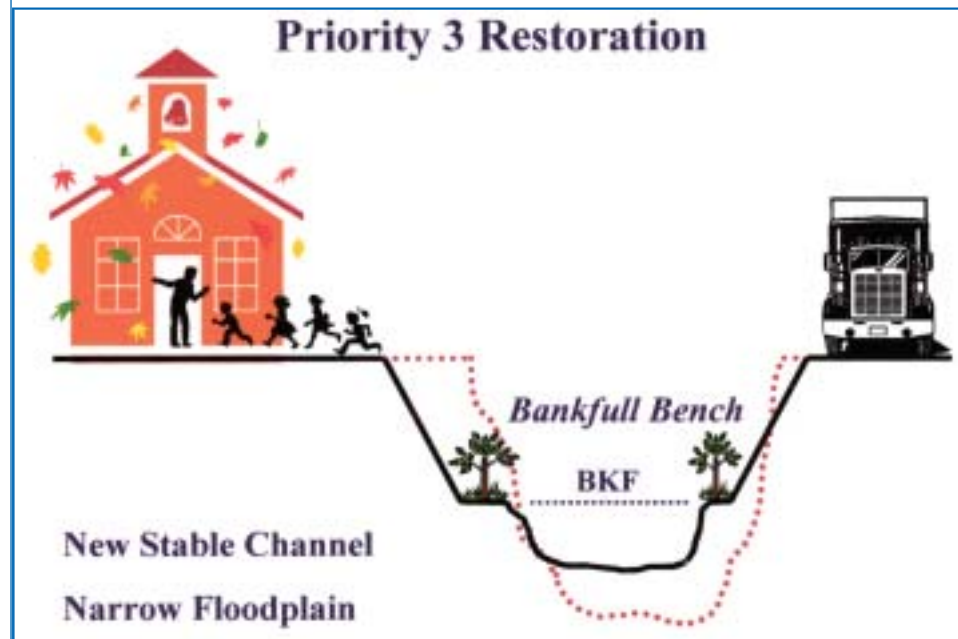 Priority 3 Restoration
Bankfull Bench
BKF
New Stable Channel
Narrow Floodplain